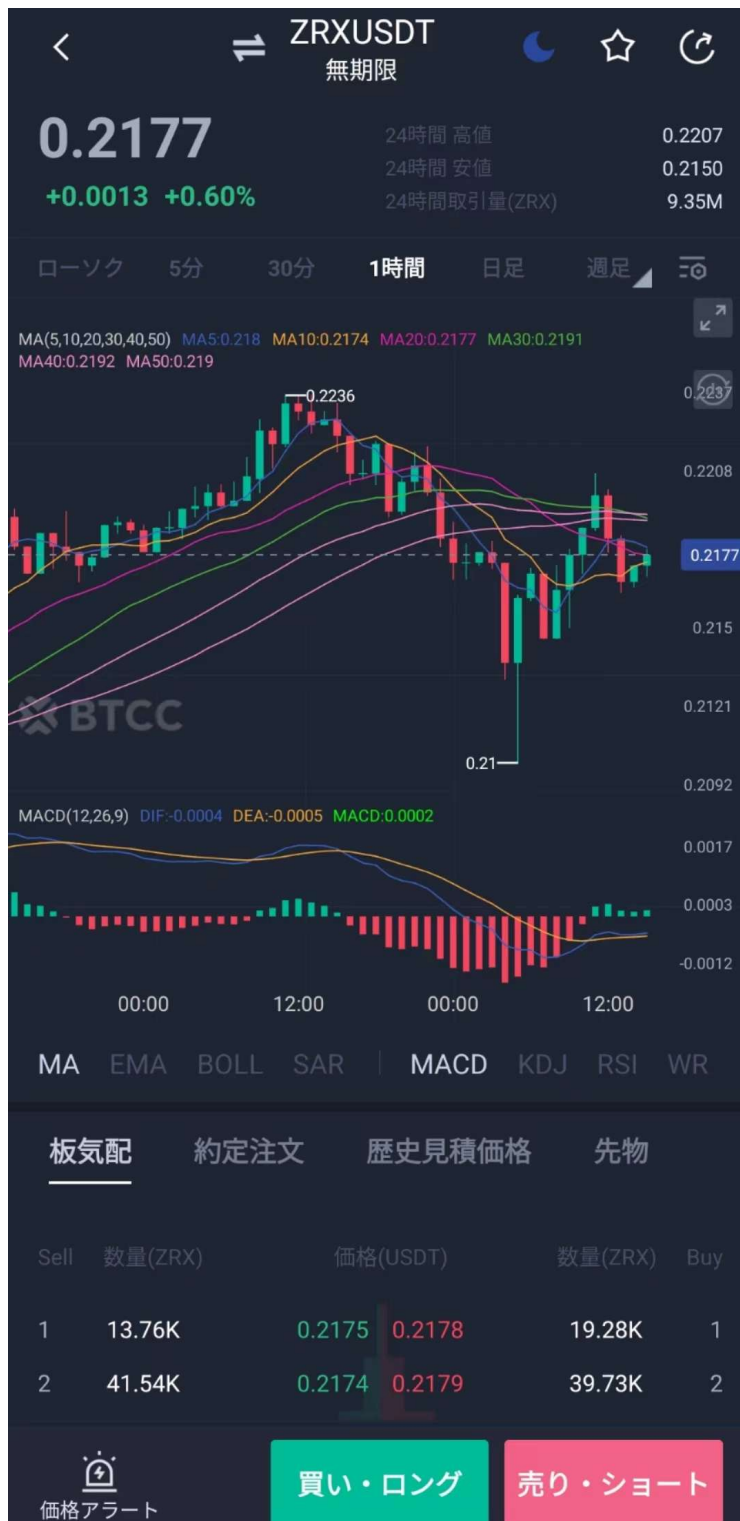 ZRXUSDT
無期限
0.2177
+0.0013 +0.60%
24時間 高値 0.2207
24時間 安値 0.2150
24時間取引量(ZRX) 9.35M
ローソク 5分 30分 1時間 日足 週足
MA(5,10,20,30,40,50) MA5:0.218 MA10:0.2174 MA20:0.2177 MA30:0.2191
MA40:0.2192 MA50:0.219
0.2237
0.2236
0.2208
0.2177
0.215
0.2121
BTCC
0.21
0.2092
MACD(12,26,9) DIF:-0.0004 DEA:-0.0005 MACD:0.0002
0.0017
0.0003
-0.0012
00:00 12:00 00:00 12:00
MA EMA BOLL SAR MACD KDJ RSI WR
板気配 約定注文 歴史見積価格 先物
Sell 数量(ZRX) 価格(USDT) 数量(ZRX) Buy
1 13.76K 0.2175 0.2178 19.28K 1
2 41.54K 0.2174 0.2179 39.73K 2
価格アラート
買い・ロング
売り・ショート